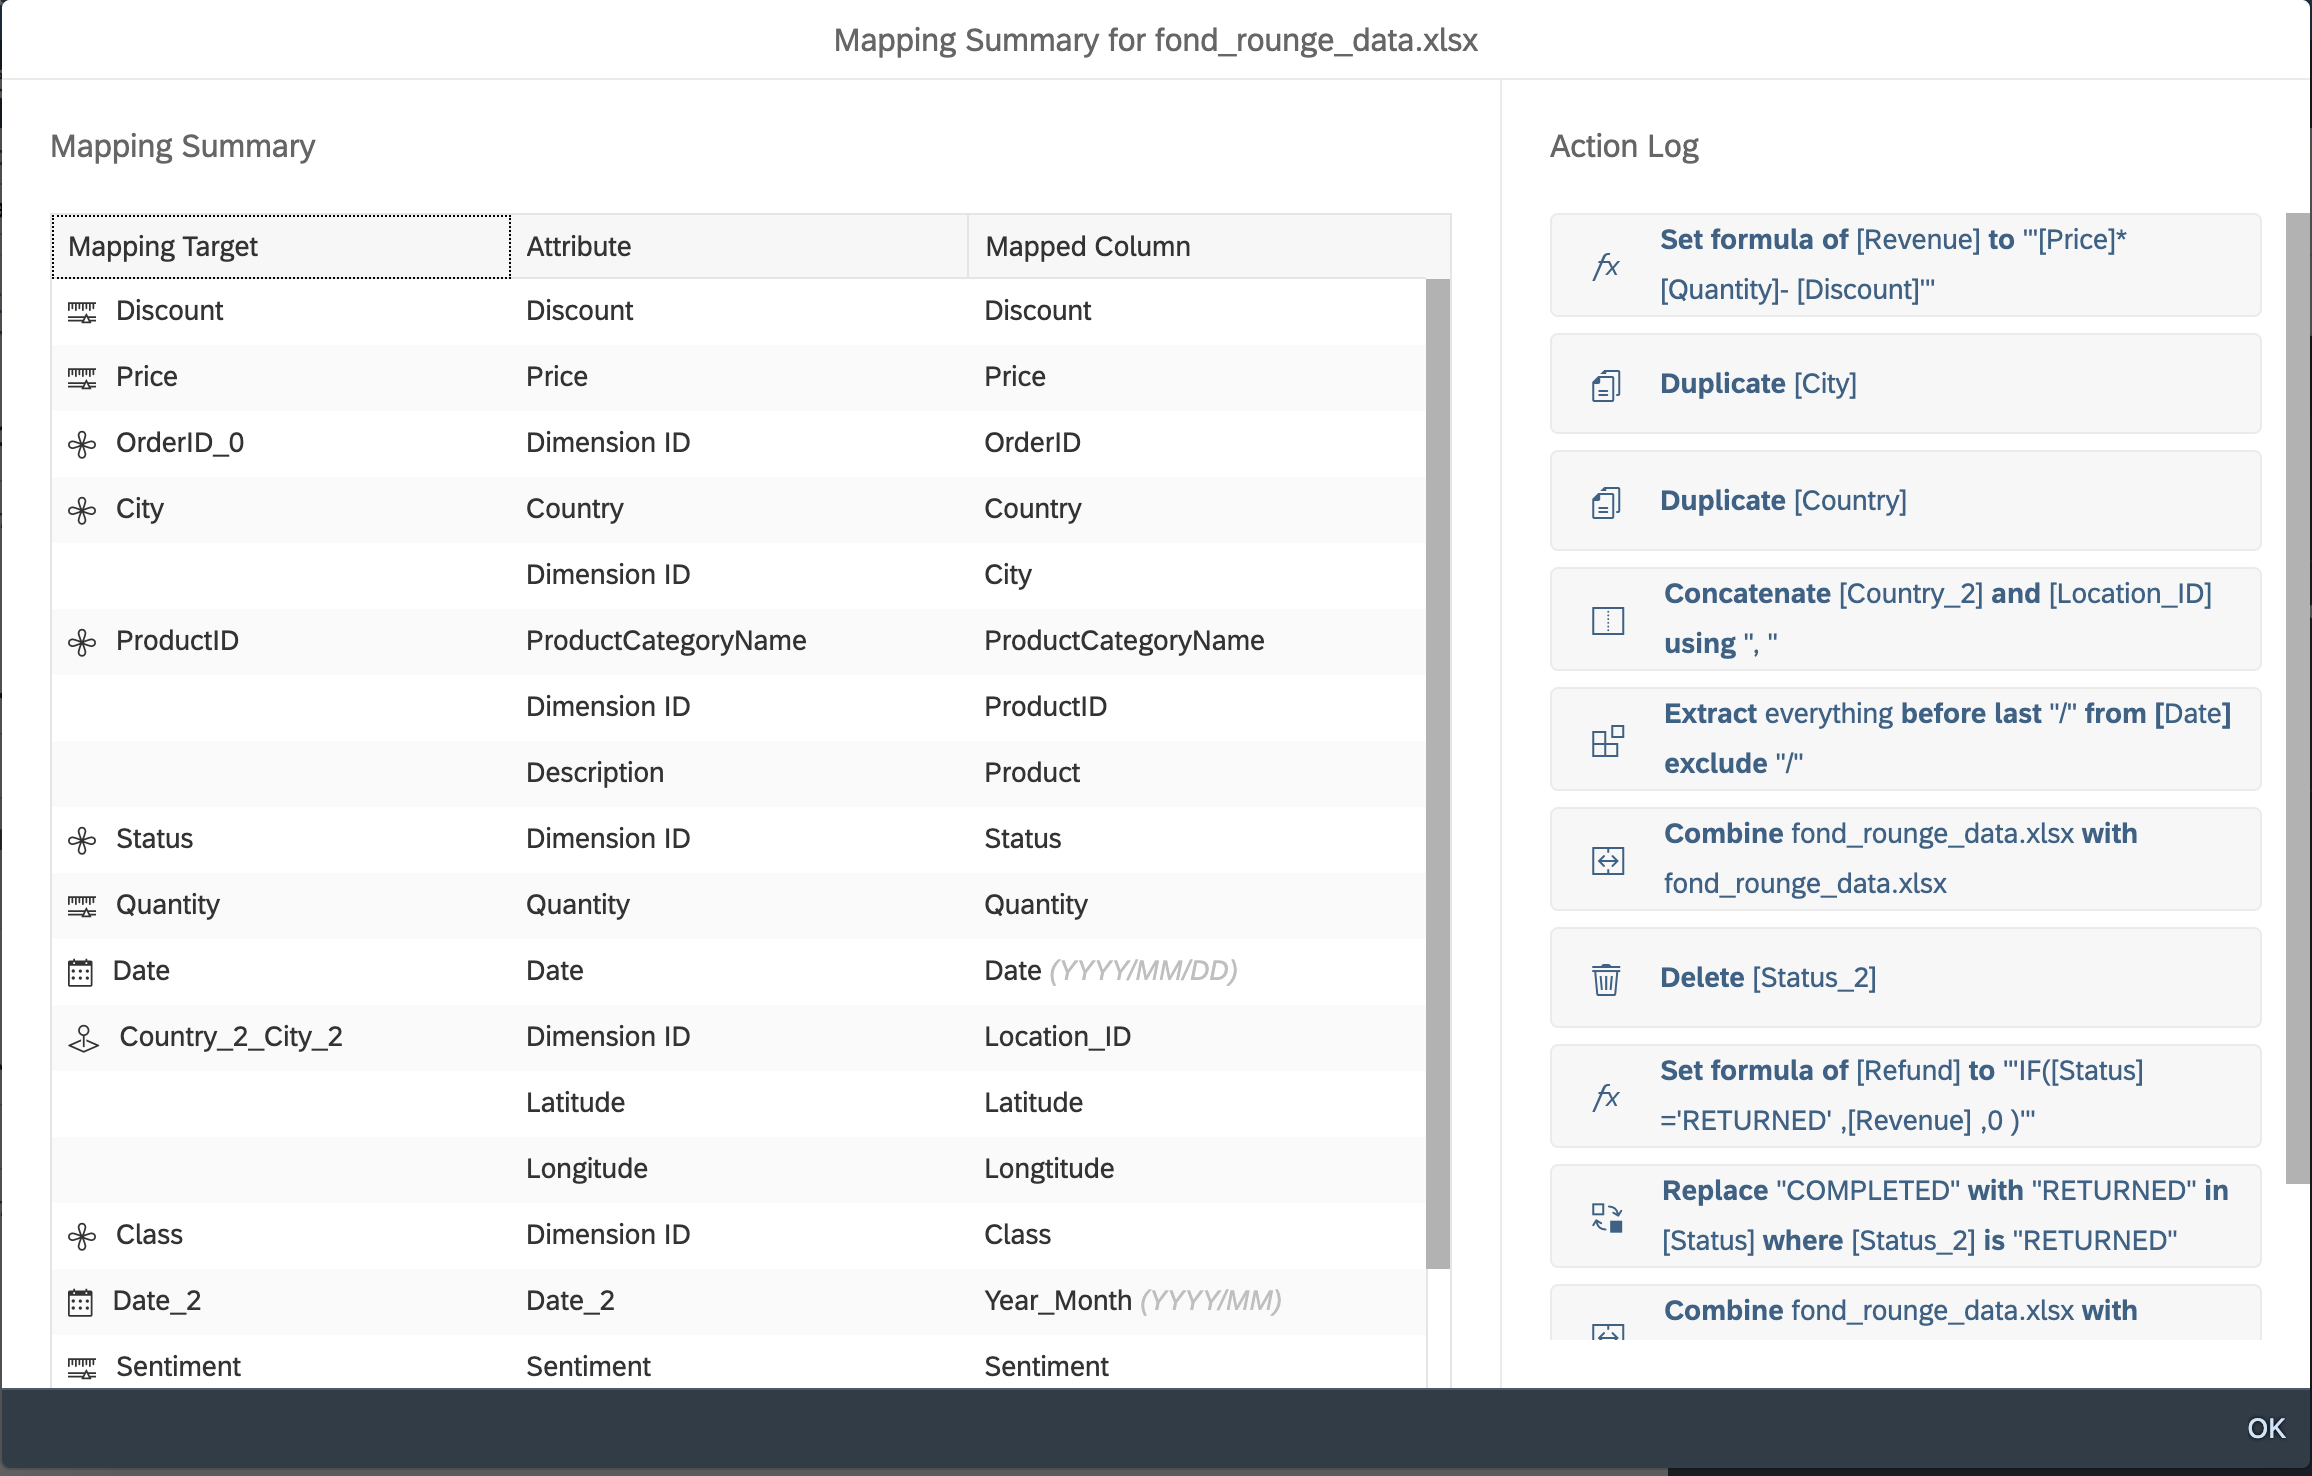 Mapping Summary for fond_rounge_data.xlsx
Mapping Summary
Mapping Target Attribute Mapped Column
Discount Discount Discount
Price Price Price
OrderID_0 Dimension ID OrderID
City Country Country
Dimension ID City
ProductID ProductCategoryName ProductCategoryName
Dimension ID ProductID
Description Product
Status Dimension ID Status
Quantity Quantity Quantity
Date Date Date (YYYY/MM/DD)
Country_2_City_2 Dimension ID Location_ID
Latitude Latitude
Longitude Longtitude
Class Dimension ID Class
Date_2 Date_2 Year_Month (YYYY/MM)
Sentiment Sentiment Sentiment
Action Log
fx
Set formula of [Revenue] to "'[Price]*
[Quantity]- [Discount]'"
Duplicate [City]
Duplicate [Country]
Concatenate [Country_2] and [Location_ID]
using ", "
Extract everything before last "/" from [Date]
exclude "/"
Combine fond_rounge_data.xlsx with
fond_rounge_data.xlsx
Delete [Status_2]
fx
Set formula of [Refund] to "'IF([Status]
='RETURNED' ,[Revenue] ,0 )'"
Replace "COMPLETED" with "RETURNED" in
[Status] where [Status_2] is "RETURNED"
Combine fond_rounge_data.xlsx with
OK